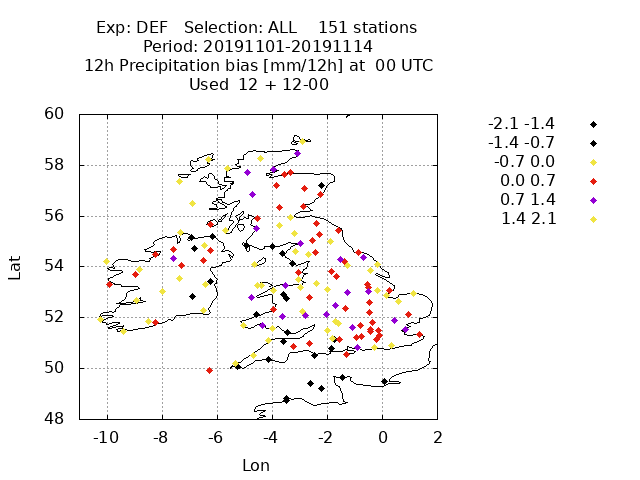 Exp: DEF   Selection: ALL    151 stations
Period: 20191101-20191114
12h Precipitation bias [mm/12h] at  00 UTC
Used  12 + 12-00
-2.1 -1.4
-1.4 -0.7
-0.7 0.0
0.0 0.7
0.7 1.4
1.4 2.1
60
58
56
54
52
50
48
Lat
-10 -8 -6 -4 -2 0 2
Lon